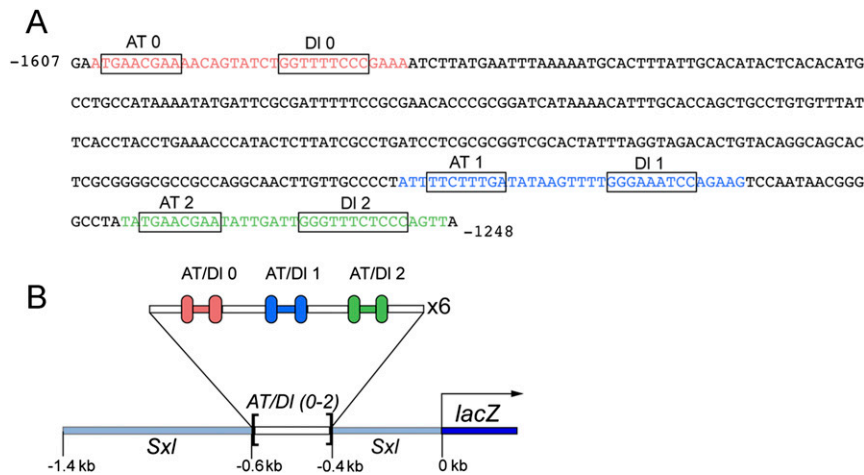 A
AT 0 DI 0
-1607 GAATGAACGAAAACAGTATCTGGTTTTCCCGAAAATCTTATGAATTTAAAAATGCACTTTATTGCACATACTCACACATG
CCTGCCATAAAATATGATTCGCGATTTTTCCGCGAACACCCGCGGATCATAAAACATTTGCACCAGCTGCCTGTGTTTAT
TCACCTACCTGAAACCCATACTCTTATCGCCTGATCCTCGCGCGGTCGCACTATTTAGGTAGACACTGTACAGGCAGCAC
AT 1 DI 1
TCGCGGGGCGCCGCCAGGCAACTTGTTGCCCCTATTTTCTTTGATATAAGTTTTGGGAAATCCAGAAGTCCAATAACGGG
AT 2 DI 2
GCCTATATGAACGAATATTGATTGGGTTTCTCCCAGTTA -1248
B
AT/DI 0 AT/DI 1 AT/DI 2
x6
AT/DI (0-2)
lacZ
Sxl Sxl
-1.4 kb -0.6 kb -0.4 kb 0 kb